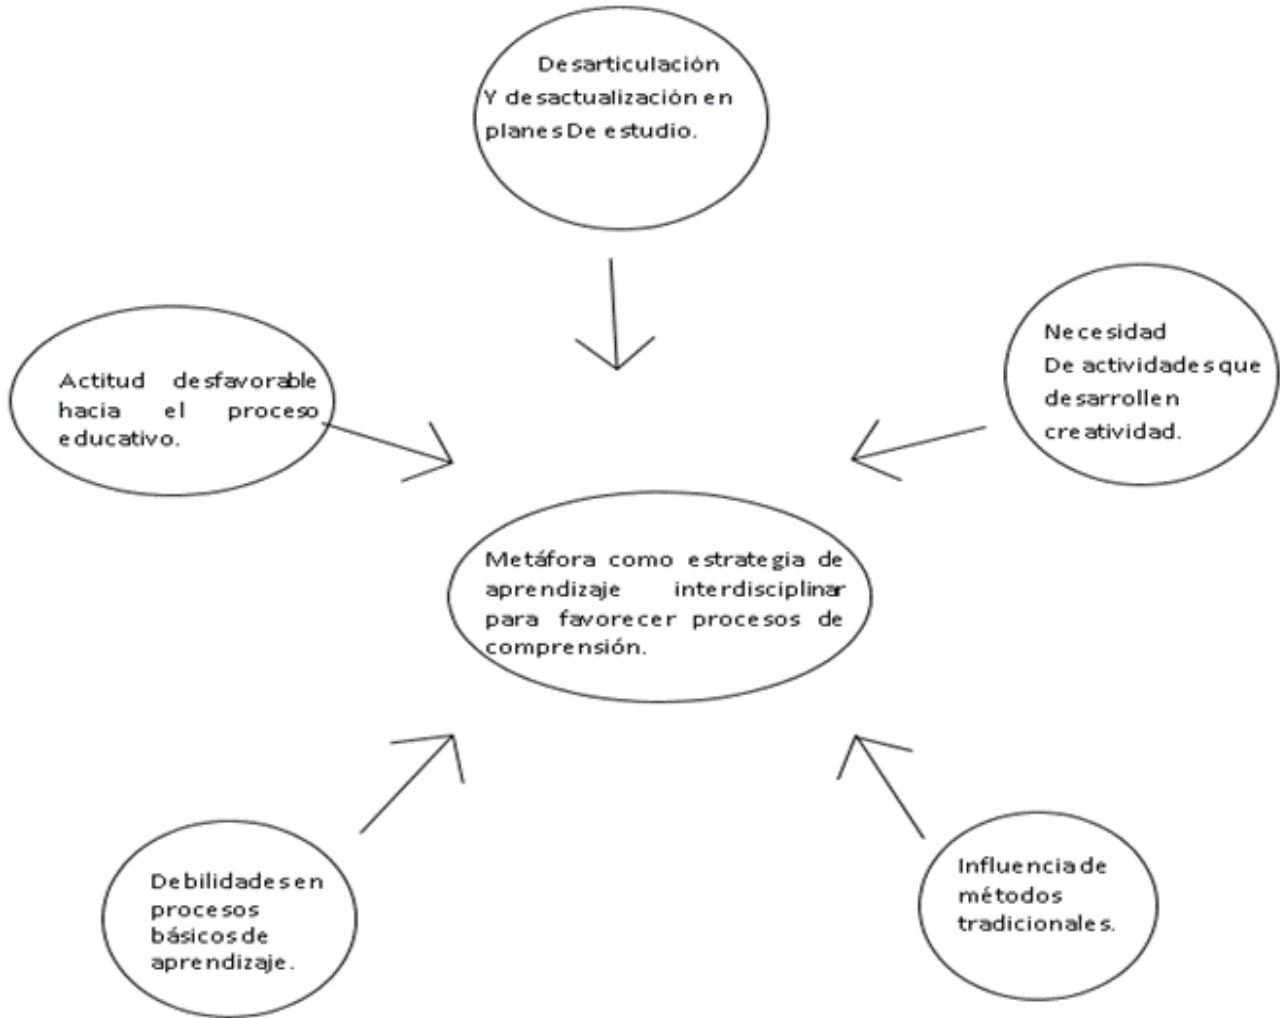 Desarticulación
Y desactualización en
planes De estudio.
Necesidad
De actividades que
desarrollen
creatividad.
Actitud desfavorable
hacia el proceso
educativo.
Metáfora como estrategia de
aprendizaje interdisciplinar
para favorecer procesos de
comprensión.
Debilidades en
procesos
básicos de
aprendizaje.
Influencia de
métodos
tradicionales.